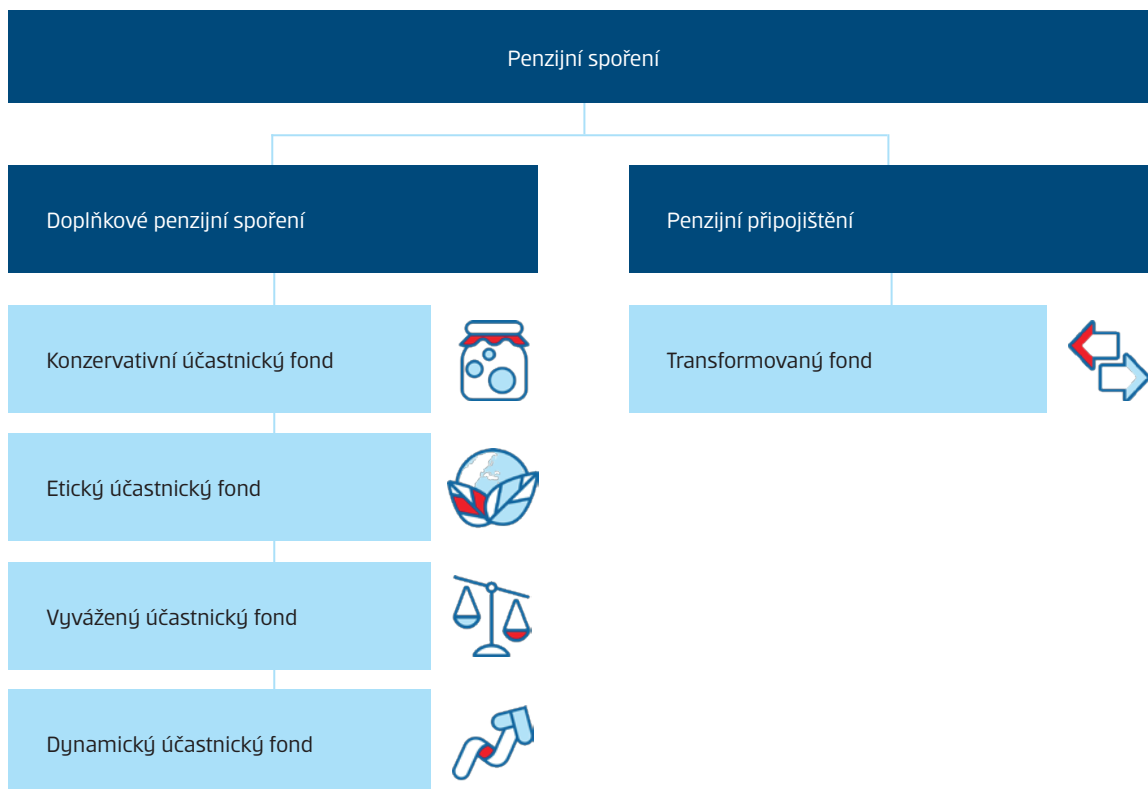 Penzijní spoření
Doplňkové penzijní spoření
Penzijní připojištění
Konzervativní účastnický fond
Transformovaný fond
Etický účastnický fond
Vyvážený účastnický fond
Dynamický účastnický fond